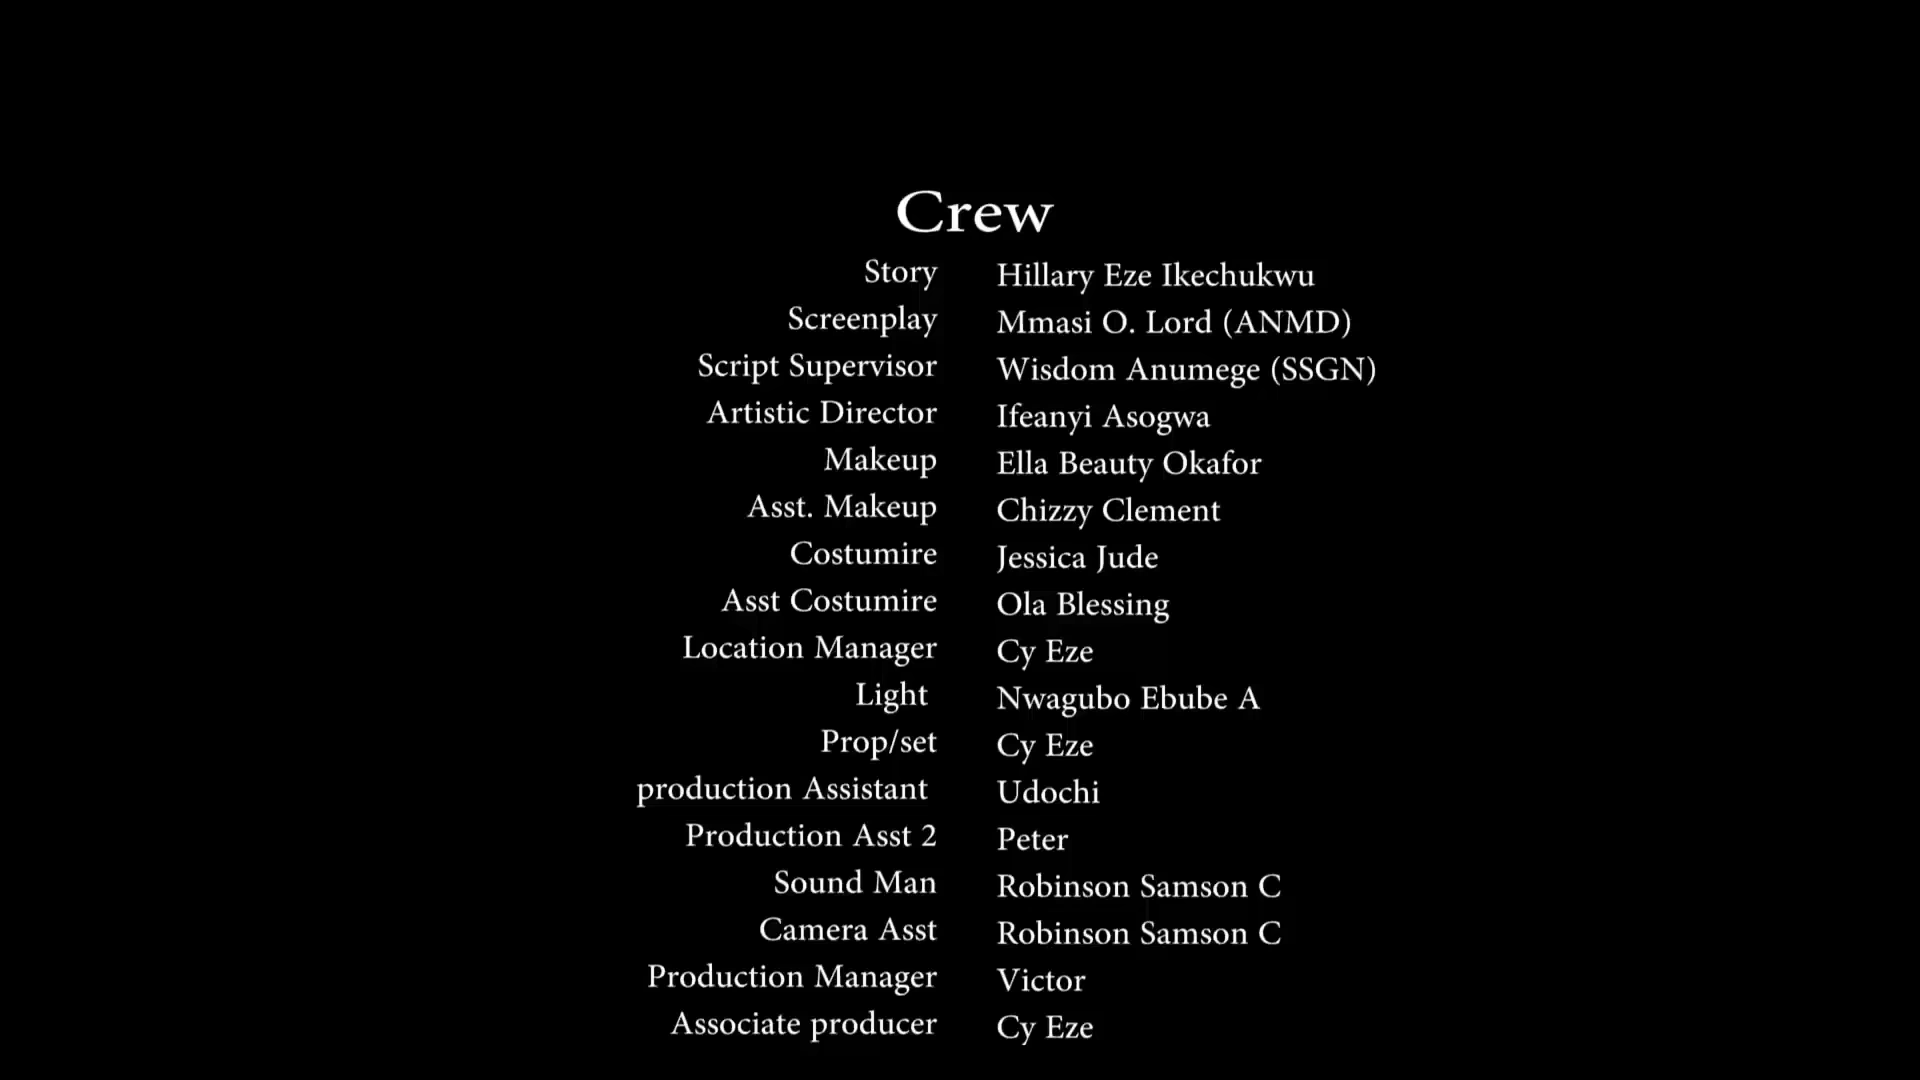 Crew
Story Hillary Eze Ikechukwu
Screenplay Mmasi O. Lord (ANMD)
Script Supervisor Wisdom Anumege (SSGN)
Artistic Director Ifeanyi Asogwa
Makeup Ella Beauty Okafor
Asst. Makeup Chizzy Clement
Costumire Jessica Jude
Asst Costumire Ola Blessing
Location Manager Cy Eze
Light Nwagubo Ebube A
Prop/set Cy Eze
production Assistant Udochi
Production Asst 2 Peter
Sound Man Robinson Samson C
Camera Asst Robinson Samson C
Production Manager Victor
Associate producer Cy Eze